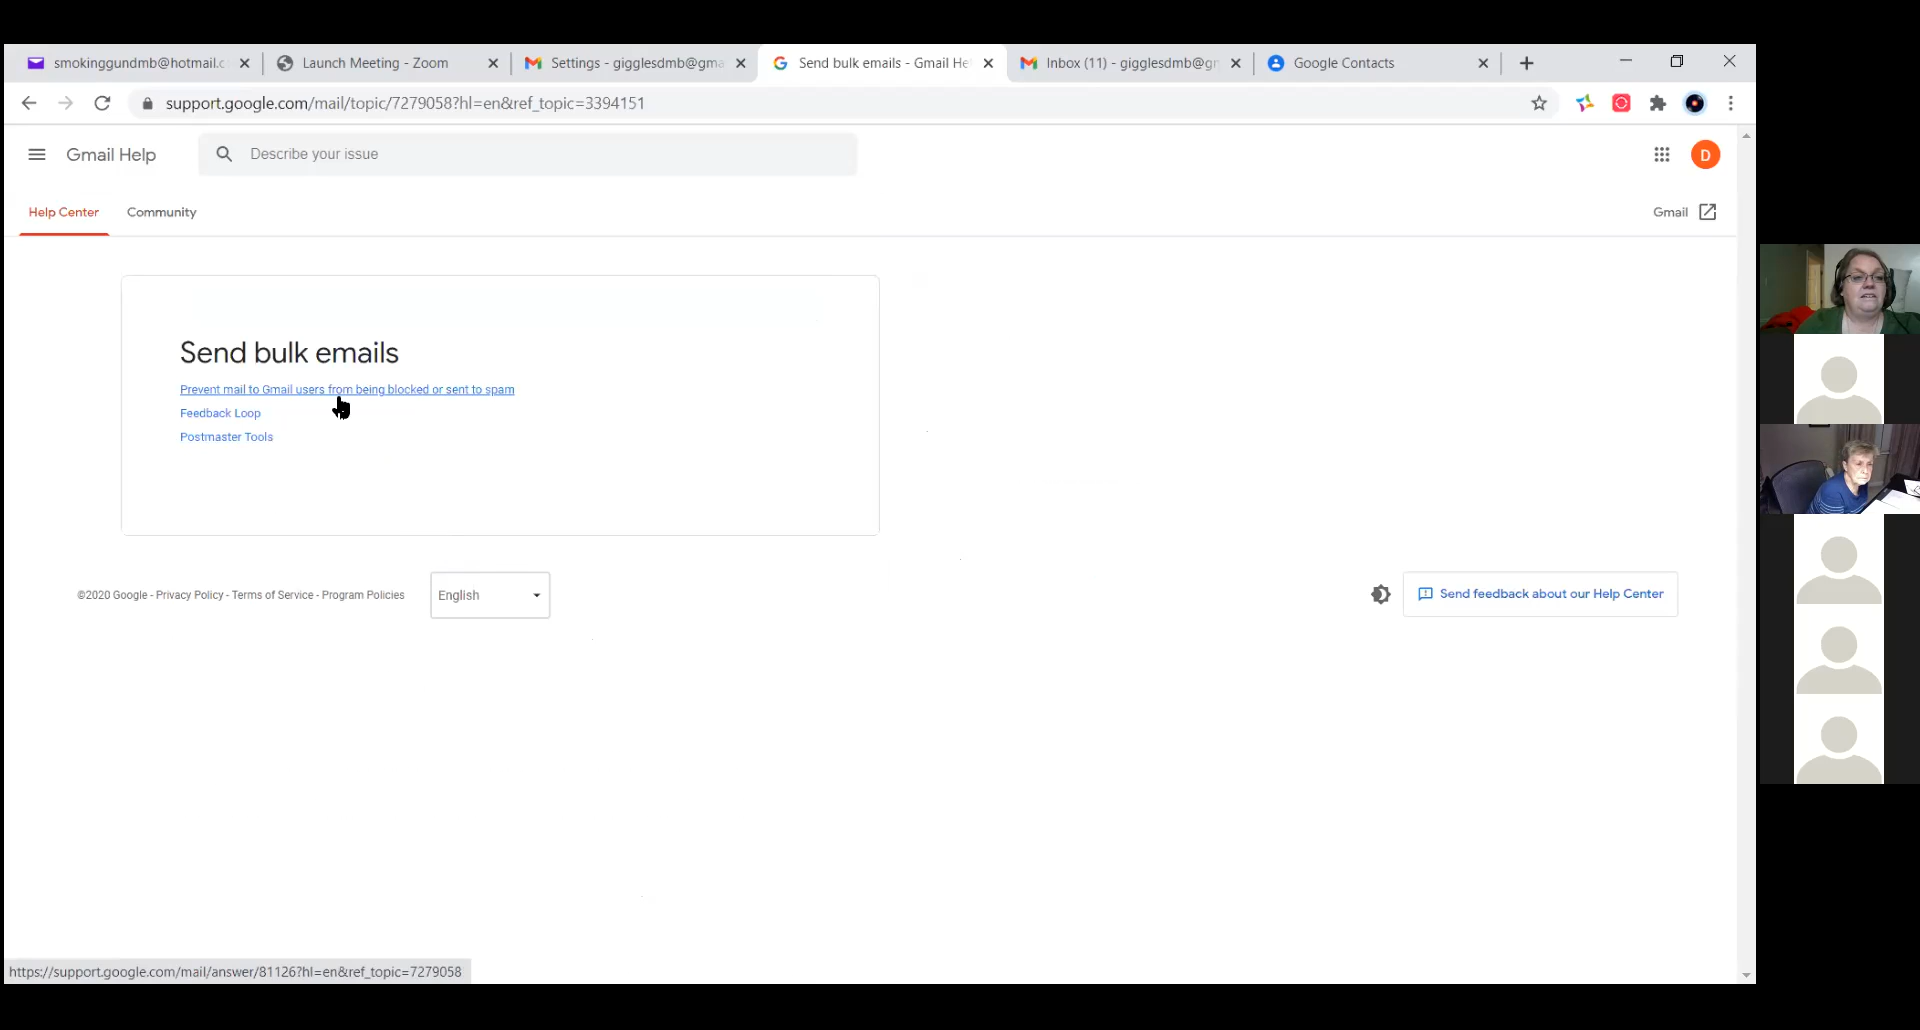 smokinggundmb@hotmail.c
Launch Meeting - Zoom
Settings - gigglesdmb@gma
Send bulk emails - Gmail He
Inbox (11) - gigglesdmb@gn
Google Contacts
support.google.com/mail/topic/7279058?hl=en&ref_topic=3394151
Gmail Help
Describe your issue
D
Help Center
Community
Gmail
Send bulk emails
Prevent mail to Gmail users from being blocked or sent to spam
Feedback Loop
Postmaster Tools
©2020 Google - Privacy Policy - Terms of Service - Program Policies
English
Send feedback about our Help Center
https://support.google.com/mail/answer/81126?hl=en&ref_topic=7279058